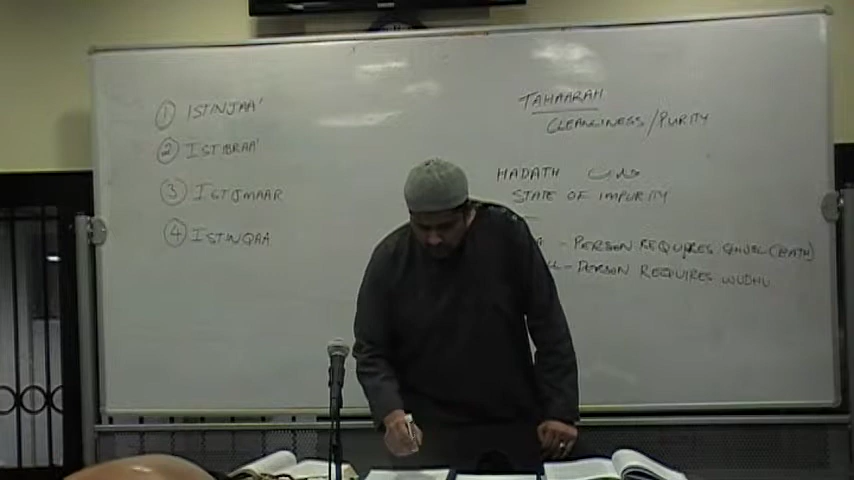 ① ISTINJAA'
② ISTIBRAA'
③ ISTIJMAAR
④ ISTINQAA
TAHAARAH
CLEANLINESS/PURITY
HADATH حدث
STATE OF IMPURITY
- PERSON REQUIRES GHUSL (BATH)
- PERSON REQUIRES WUDHU